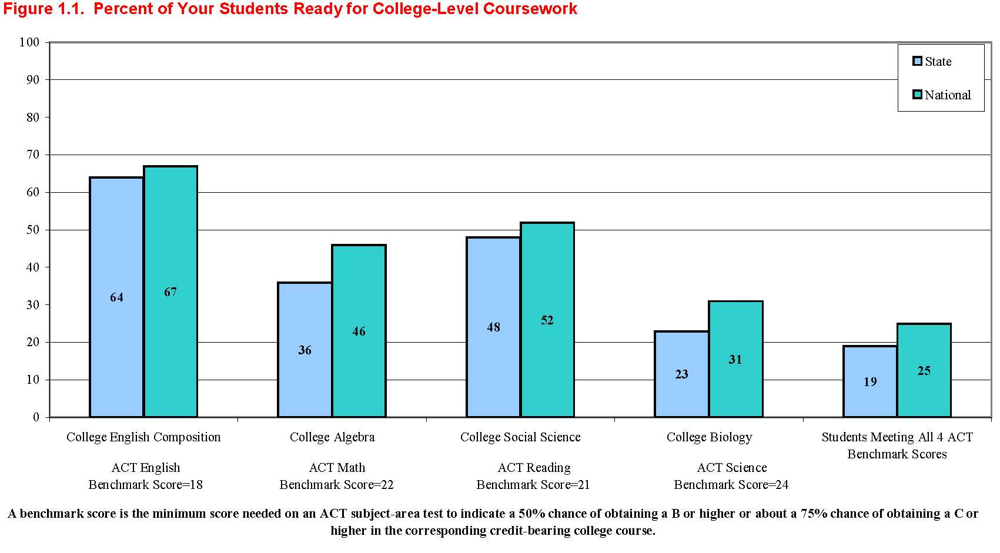 Figure 1.1. Percent of Your Students Ready for College-Level Coursework
100
90
80
70
60
50
40
30
20
10
0
State
National
64
67
36
46
48
52
23
31
19
25
College English Composition
College Algebra
College Social Science
College Biology
Students Meeting All 4 ACT
Benchmark Scores
ACT English
Benchmark Score=18
ACT Math
Benchmark Score=22
ACT Reading
Benchmark Score=21
ACT Science
Benchmark Score=24
A benchmark score is the minimum score needed on an ACT subject-area test to indicate a 50% chance of obtaining a B or higher or about a 75% chance of obtaining a C or
higher in the corresponding credit-bearing college course.